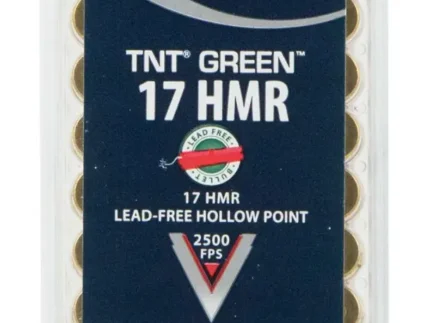 TNT® GREEN™
17 HMR
LEAD FREE
BULLET
17 HMR
LEAD-FREE HOLLOW POINT
2500
FPS